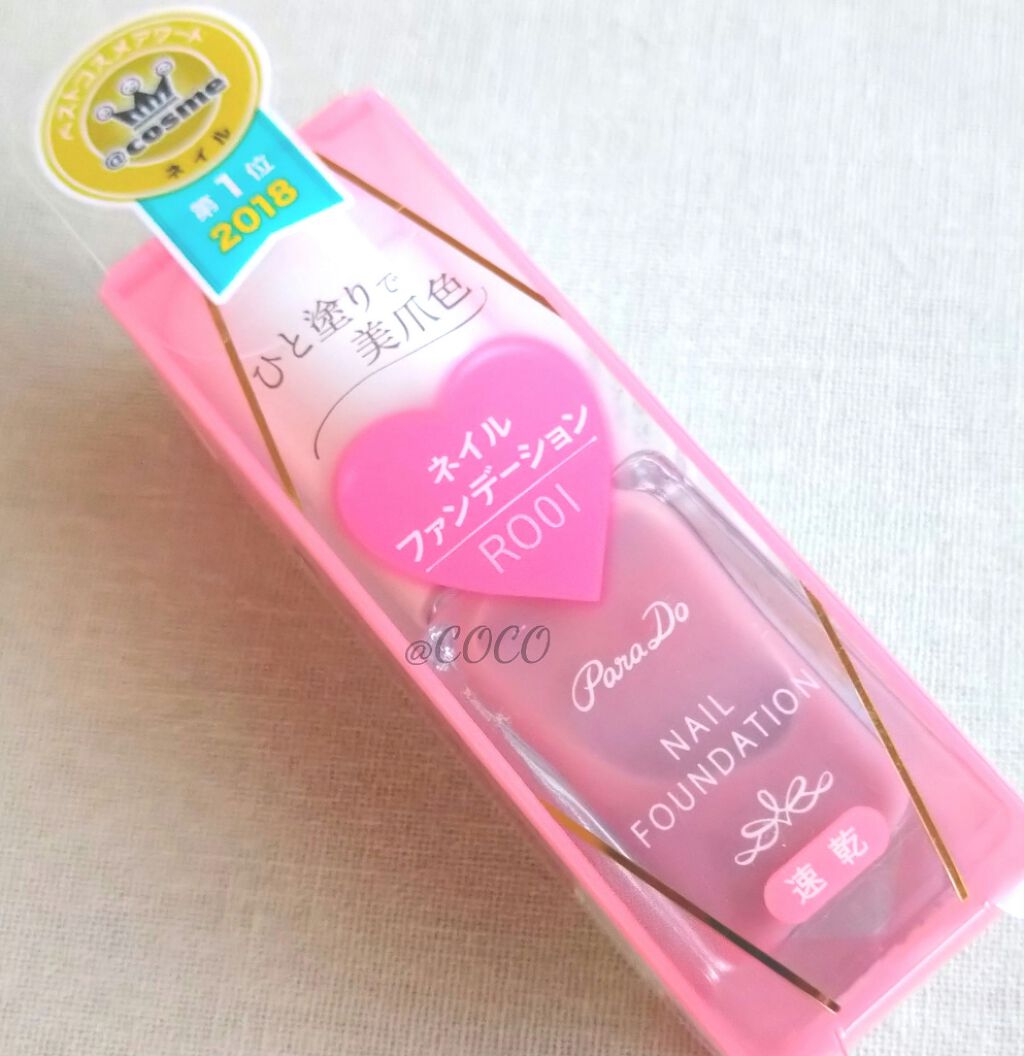 ベストコスメアワード
@cosme
ネイル
第1位
2018
ひと塗りで
美爪色
ネイル
ファンデーション
RO01
@COCO
ParaDo
NAIL
FOUNDATION
速乾